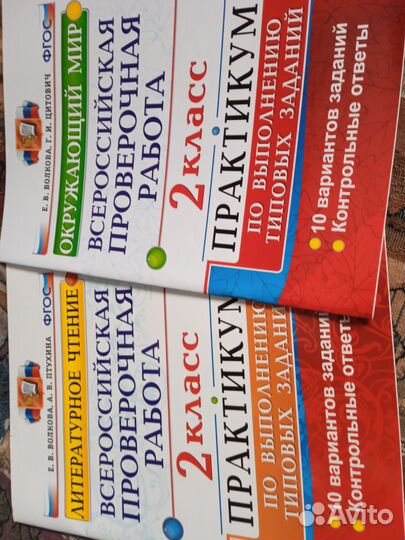 Е. В. ВОЛКОВА, Г. И. ЦИТОВИЧ
ФГОС
ОКРУЖАЮЩИЙ МИР
ВСЕРОССИЙСКАЯ
ПРОВЕРОЧНАЯ
РАБОТА
2 класс
ПРАКТИКУМ
ПО ВЫПОЛНЕНИЮ
ТИПОВЫХ ЗАДАНИЙ
10 вариантов заданий
Контрольные ответы
Е. В. ВОЛКОВА, А. В. ПТУХИНА
ФГОС
ЛИТЕРАТУРНОЕ ЧТЕНИЕ
ВСЕРОССИЙСКАЯ
ПРОВЕРОЧНАЯ
РАБОТА
2 класс
ПРАКТИКУМ
ПО ВЫПОЛНЕНИЮ
ТИПОВЫХ ЗАДАНИ
10 вариантов заданий
Контрольные ответы
Avito